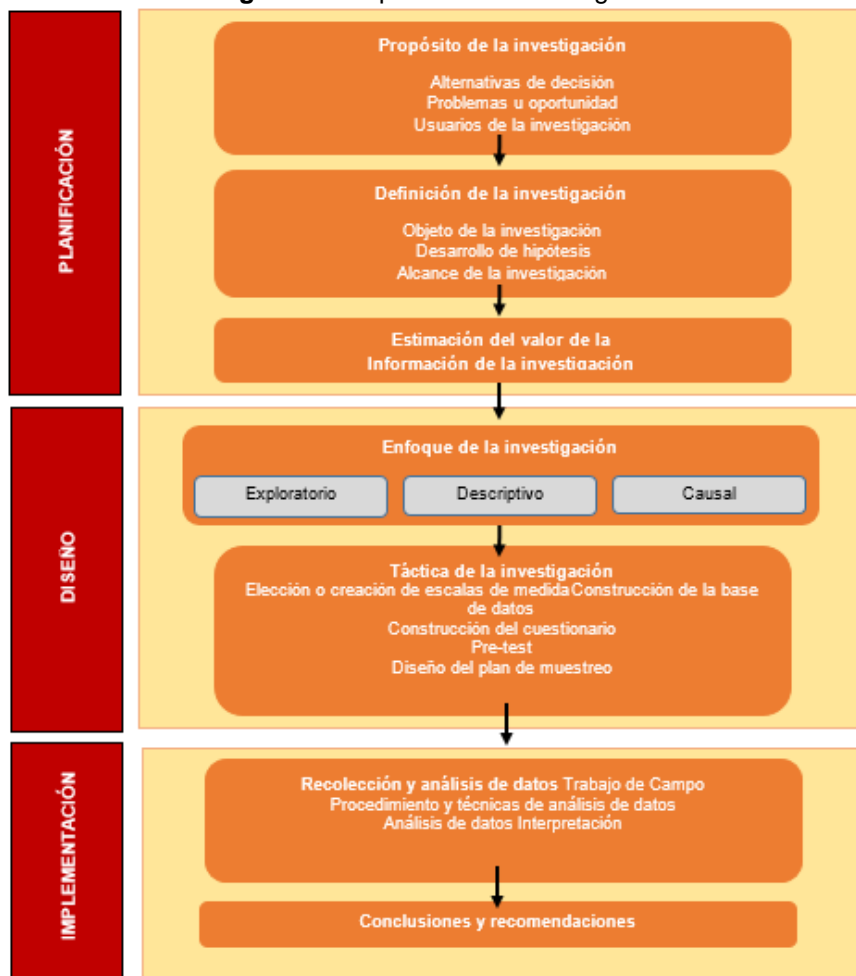 PLANIFICACIÓN
Propósito de la investigación
Alternativas de decisión
Problemas u oportunidad
Usuarios de la investigación
Definición de la investigación
Objeto de la investigación
Desarrollo de hipótesis
Alcance de la investigación
Estimación del valor de la
Información de la investigación
DISEÑO
Enfoque de la investigación
Exploratorio
Descriptivo
Causal
Táctica de la investigación
Elección o creación de escalas de medidaConstrucción de la base
de datos
Construcción del cuestionario
Pre-test
Diseño del plan de muestreo
IMPLEMENTACIÓN
Recolección y análisis de datos Trabajo de Campo
Procedimiento y técnicas de análisis de datos
Análisis de datos Interpretación
Conclusiones y recomendaciones